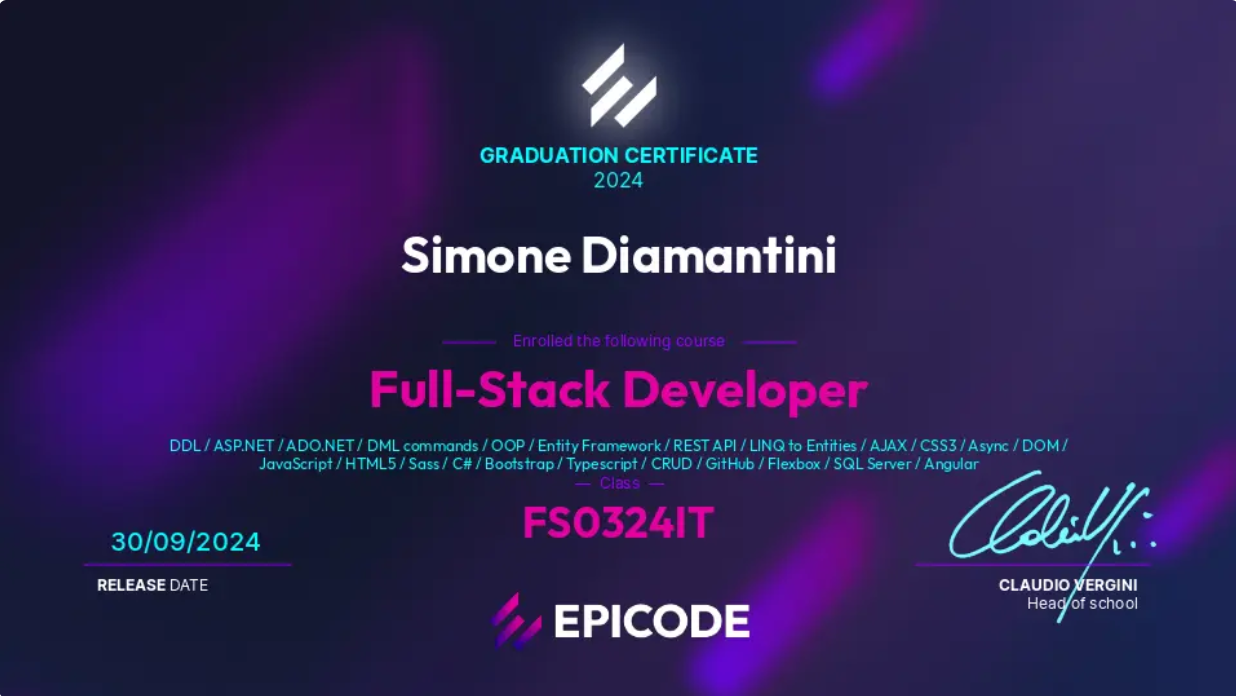 GRADUATION CERTIFICATE
2024
Simone Diamantini
Enrolled the following course
Full-Stack Developer
DDL / ASP.NET / ADO.NET / DML commands / OOP / Entity Framework / REST API / LINQ to Entities / AJAX / CSS3 / Async / DOM /
JavaScript / HTML5 / Sass / C# / Bootstrap / Typescript / CRUD / GitHub / Flexbox / SQL Server / Angular
— Class —
FS0324IT
30/09/2024
RELEASE DATE
CLAUDIO VERGINI
Head of school
EPICODE